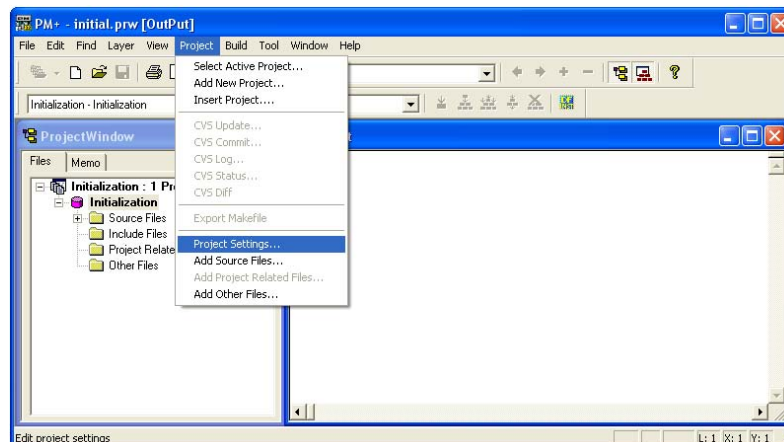 PM+ - initial.prw [OutPut]
File Edit Find Layer View Project Build Tool Window Help
Select Active Project...
Add New Project...
Insert Project....
Initialization - Initialization
CVS Update...
CVS Commit...
CVS Log...
CVS Status...
CVS Diff
Export Makefile
Project Settings...
Add Source Files...
Add Project Related Files...
Add Other Files...
ProjectWindow
Files Memo
Initialization : 1
Initialization
Source Files
Include Files
Project
Other Files
Edit project settings
L: 1 X: 1 Y: 1